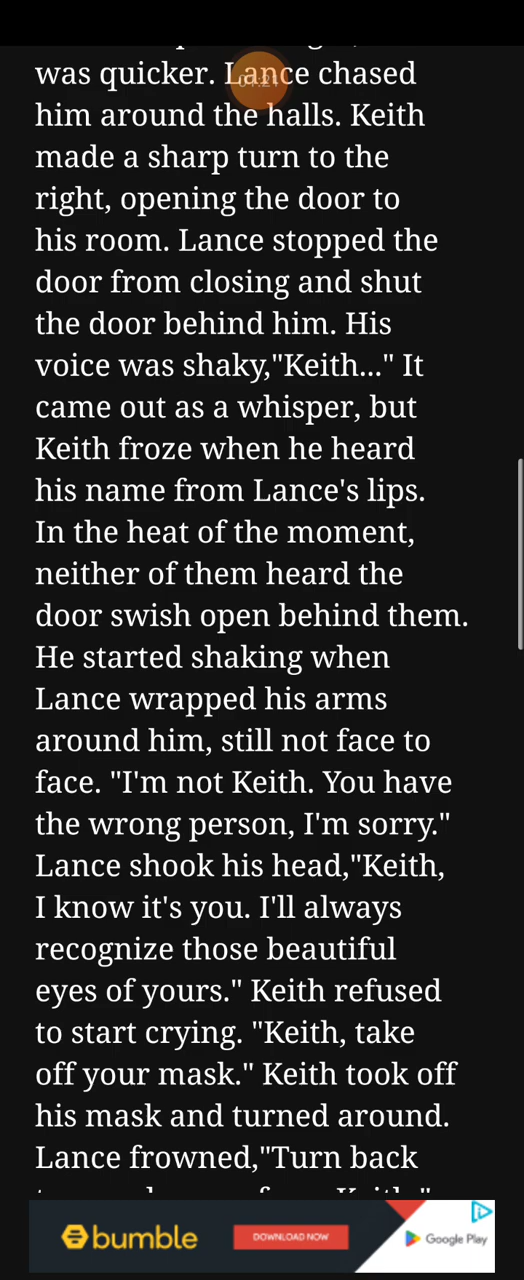 was quicker. Lance chased
him around the halls. Keith
made a sharp turn to the
right, opening the door to
his room. Lance stopped the
door from closing and shut
the door behind him. His
voice was shaky,"Keith..." It
came out as a whisper, but
Keith froze when he heard
his name from Lance's lips.
In the heat of the moment,
neither of them heard the
door swish open behind them.
He started shaking when
Lance wrapped his arms
around him, still not face to
face. "I'm not Keith. You have
the wrong person, I'm sorry."
Lance shook his head,"Keith,
I know it's you. I'll always
recognize those beautiful
eyes of yours." Keith refused
to start crying. "Keith, take
off your mask." Keith took off
his mask and turned around.
Lance frowned,"Turn back
bumble
DOWNLOAD NOW
Google Play